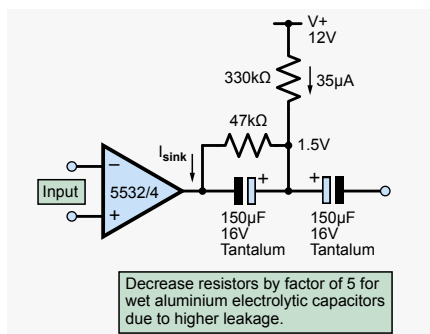 V+
12V
330kΩ
35µA
47kΩ
I sink
1.5V
−
+
Input
5532/4
+
+
150µF
16V
Tantalum
150µF
16V
Tantalum
Decrease resistors by factor of 5 for
wet aluminium electrolytic capacitors
due to higher leakage.